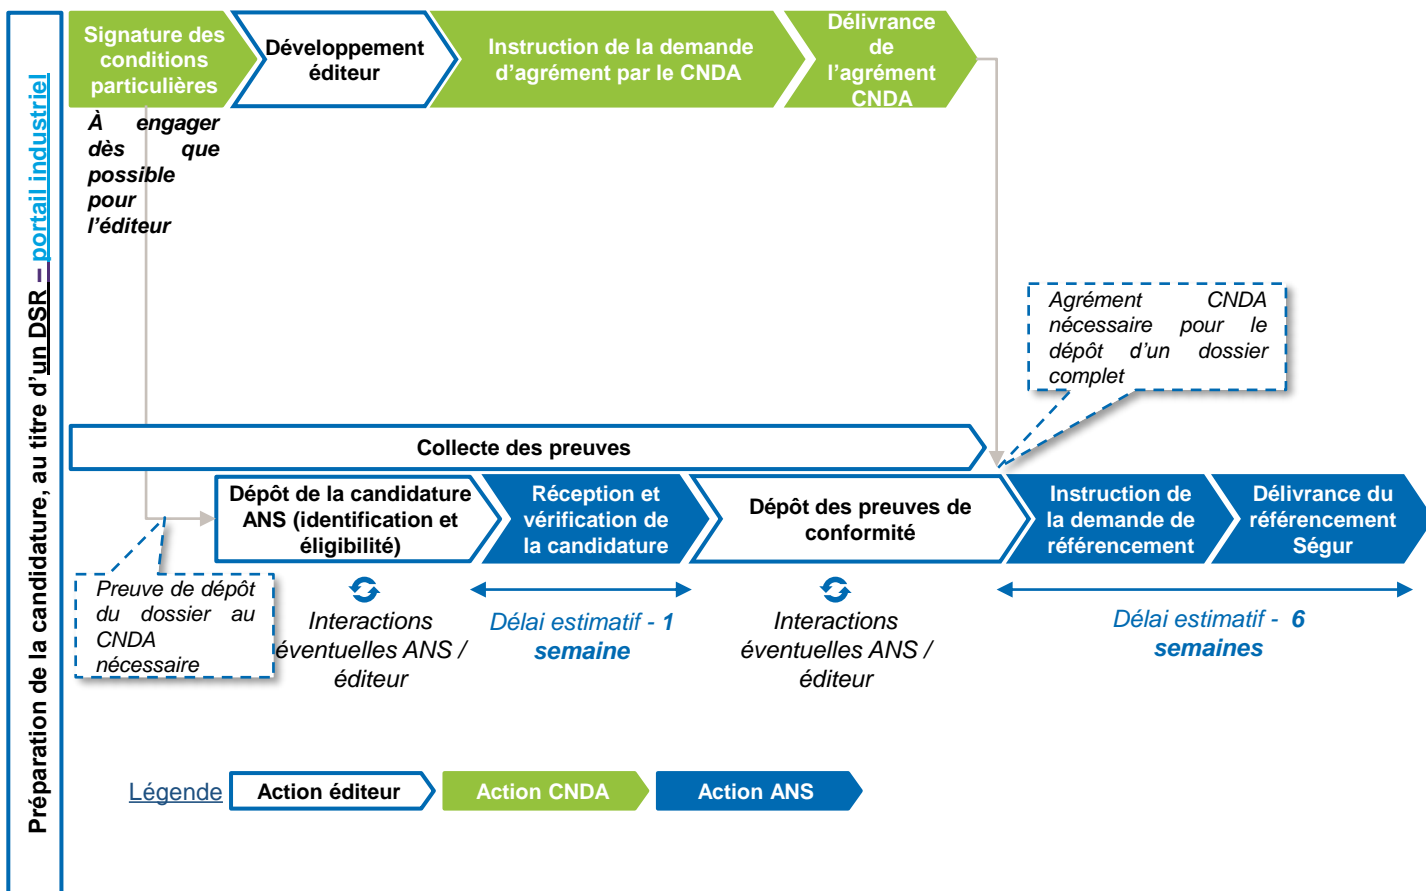 Préparation de la candidature, au titre d'un DSR – portail industriel
Signature des
conditions
particulières
Développement
éditeur
Instruction de la demande
d'agrément par le CNDA
Délivrance
de
l'agrément
CNDA
À engager
dès que
possible
pour
l'éditeur
Agrément CNDA
nécessaire pour le
dépôt d'un dossier
complet
Collecte des preuves
Dépôt de la candidature
ANS (identification et
éligibilité)
Réception et
vérification de
la candidature
Dépôt des preuves de
conformité
Instruction de
la demande de
référencement
Délivrance du
référencement
Ségur
Preuve de dépôt
du dossier au
CNDA
nécessaire
Interactions
éventuelles ANS /
éditeur
Délai estimatif - 1
semaine
Interactions
éventuelles ANS /
éditeur
Délai estimatif - 6
semaines
Légende
Action éditeur
Action CNDA
Action ANS